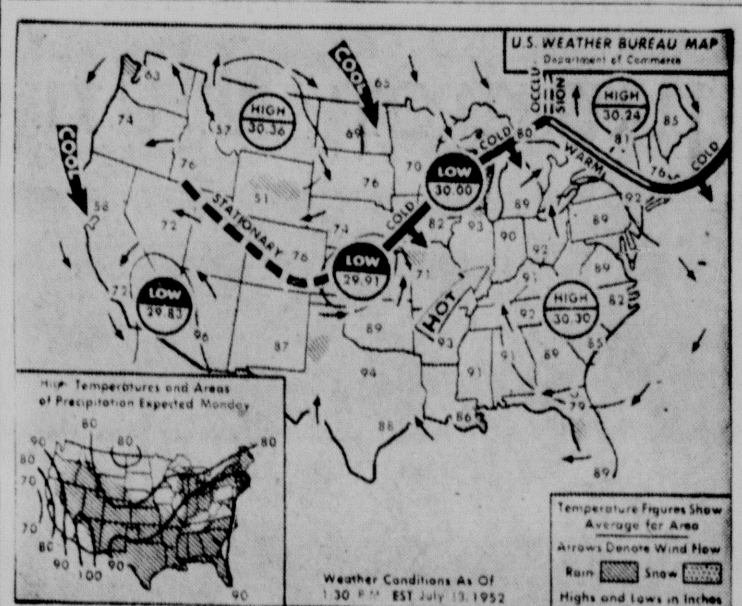 U.S. WEATHER BUREAU MAP
Department of Commerce
COOL
63
65
HIGH
30.36
OCCLU-
SION
HIGH
30.24
85
74
57
69
COLD
80
81
COOL
WARM
76
COLD
76
70
LOW
30.00
51
76
58
STATIONARY
COLD
89
92
72
74
82
93
90
89
76
92
LOW
29.91
71
89
72
LOW
29.83
91
HIGH
30.30
82
HOT
92
96
89
85
87
93
91
89
94
91
79
88
86
89
High Temperatures and Areas
of Precipitation Expected Monday
80
90
80
80
80
70
70
80
90
100
90
90
Weather Conditions As Of
1:30 P.M. EST July 13, 1952
Temperature Figures Show
Average for Area
Arrows Denote Wind Flow
Rain
Snow
Highs and Lows in Inches